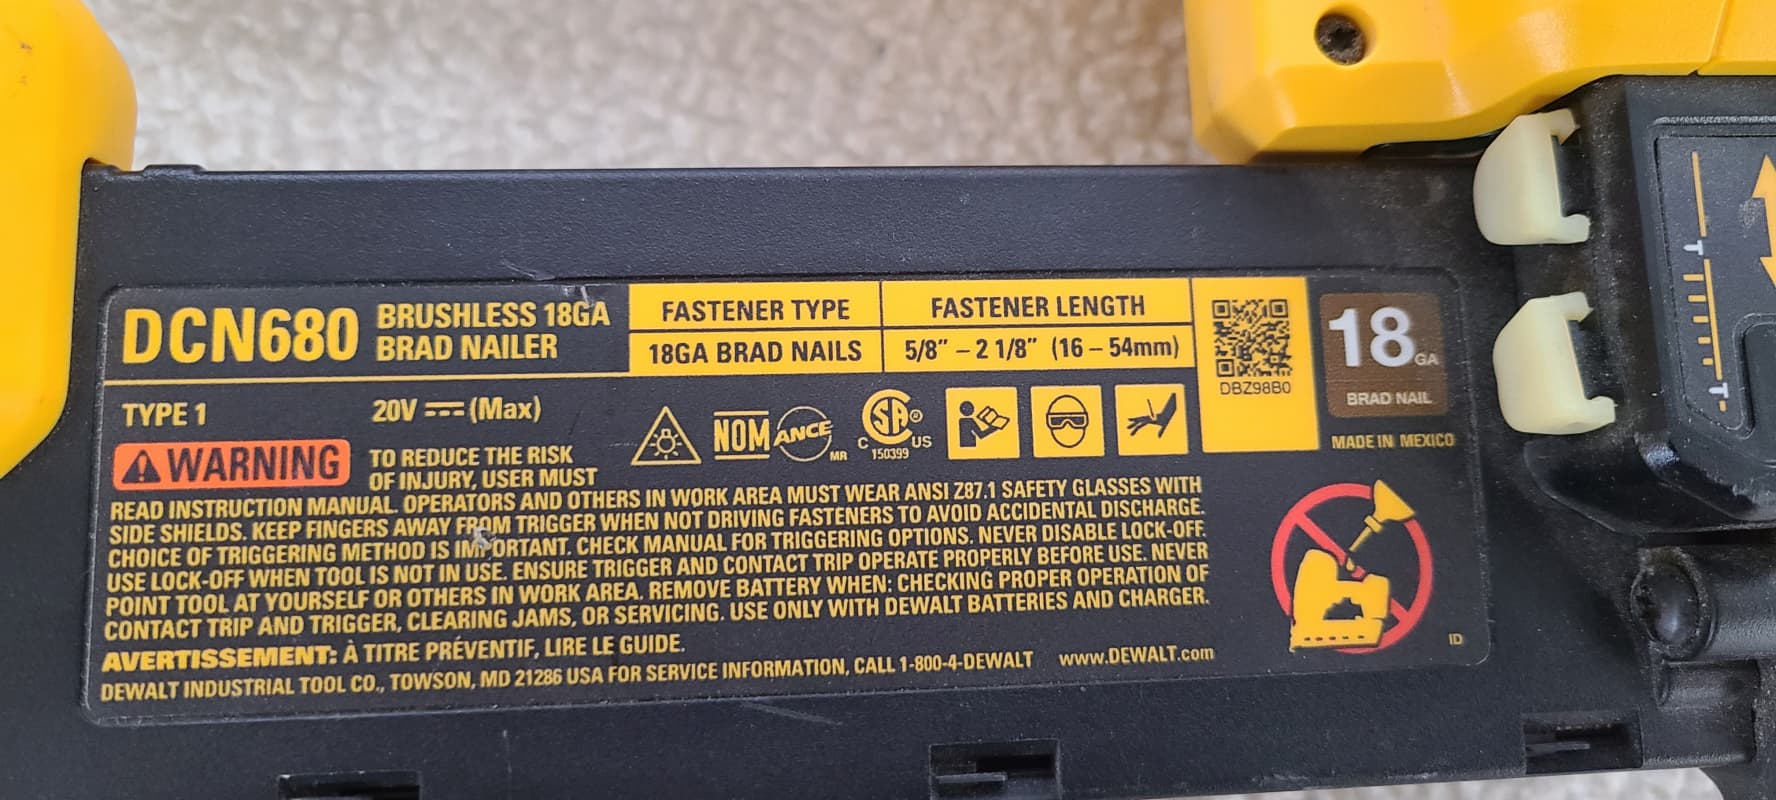 DCN680 BRUSHLESS 18GA BRAD NAILER
FASTENER TYPE
18GA BRAD NAILS
FASTENER LENGTH
5/8" – 2 1/8" (16 – 54mm)
DBZ98B0
18 GA
BRAD NAIL
MADE IN MEXICO
TYPE 1
20V (Max)
NOM ANCE MR
C SA ® US
150399
⚠WARNING TO REDUCE THE RISK
OF INJURY, USER MUST
READ INSTRUCTION MANUAL. OPERATORS AND OTHERS IN WORK AREA MUST WEAR ANSI Z87.1 SAFETY GLASSES WITH
SIDE SHIELDS. KEEP FINGERS AWAY FROM TRIGGER WHEN NOT DRIVING FASTENERS TO AVOID ACCIDENTAL DISCHARGE.
CHOICE OF TRIGGERING METHOD IS IMPORTANT. CHECK MANUAL FOR TRIGGERING OPTIONS. NEVER DISABLE LOCK-OFF.
USE LOCK-OFF WHEN TOOL IS NOT IN USE. ENSURE TRIGGER AND CONTACT TRIP OPERATE PROPERLY BEFORE USE. NEVER
POINT TOOL AT YOURSELF OR OTHERS IN WORK AREA. REMOVE BATTERY WHEN: CHECKING PROPER OPERATION OF
CONTACT TRIP AND TRIGGER, CLEARING JAMS, OR SERVICING. USE ONLY WITH DEWALT BATTERIES AND CHARGER.
AVERTISSEMENT: À TITRE PRÉVENTIF, LIRE LE GUIDE.
DEWALT INDUSTRIAL TOOL CO., TOWSON, MD 21286 USA FOR SERVICE INFORMATION, CALL 1-800-4-DEWALT www.DEWALT.com
ID